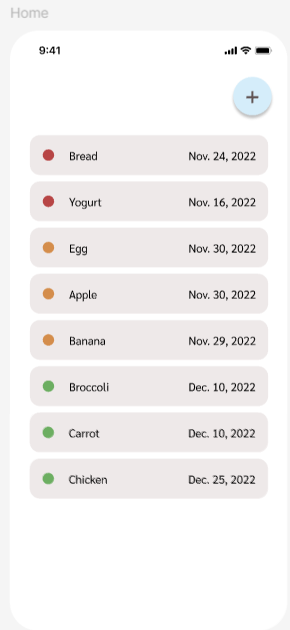 Home
9:41
+
Bread Nov. 24, 2022
Yogurt Nov. 16, 2022
Egg Nov. 30, 2022
Apple Nov. 30, 2022
Banana Nov. 29, 2022
Broccoli Dec. 10, 2022
Carrot Dec. 10, 2022
Chicken Dec. 25, 2022